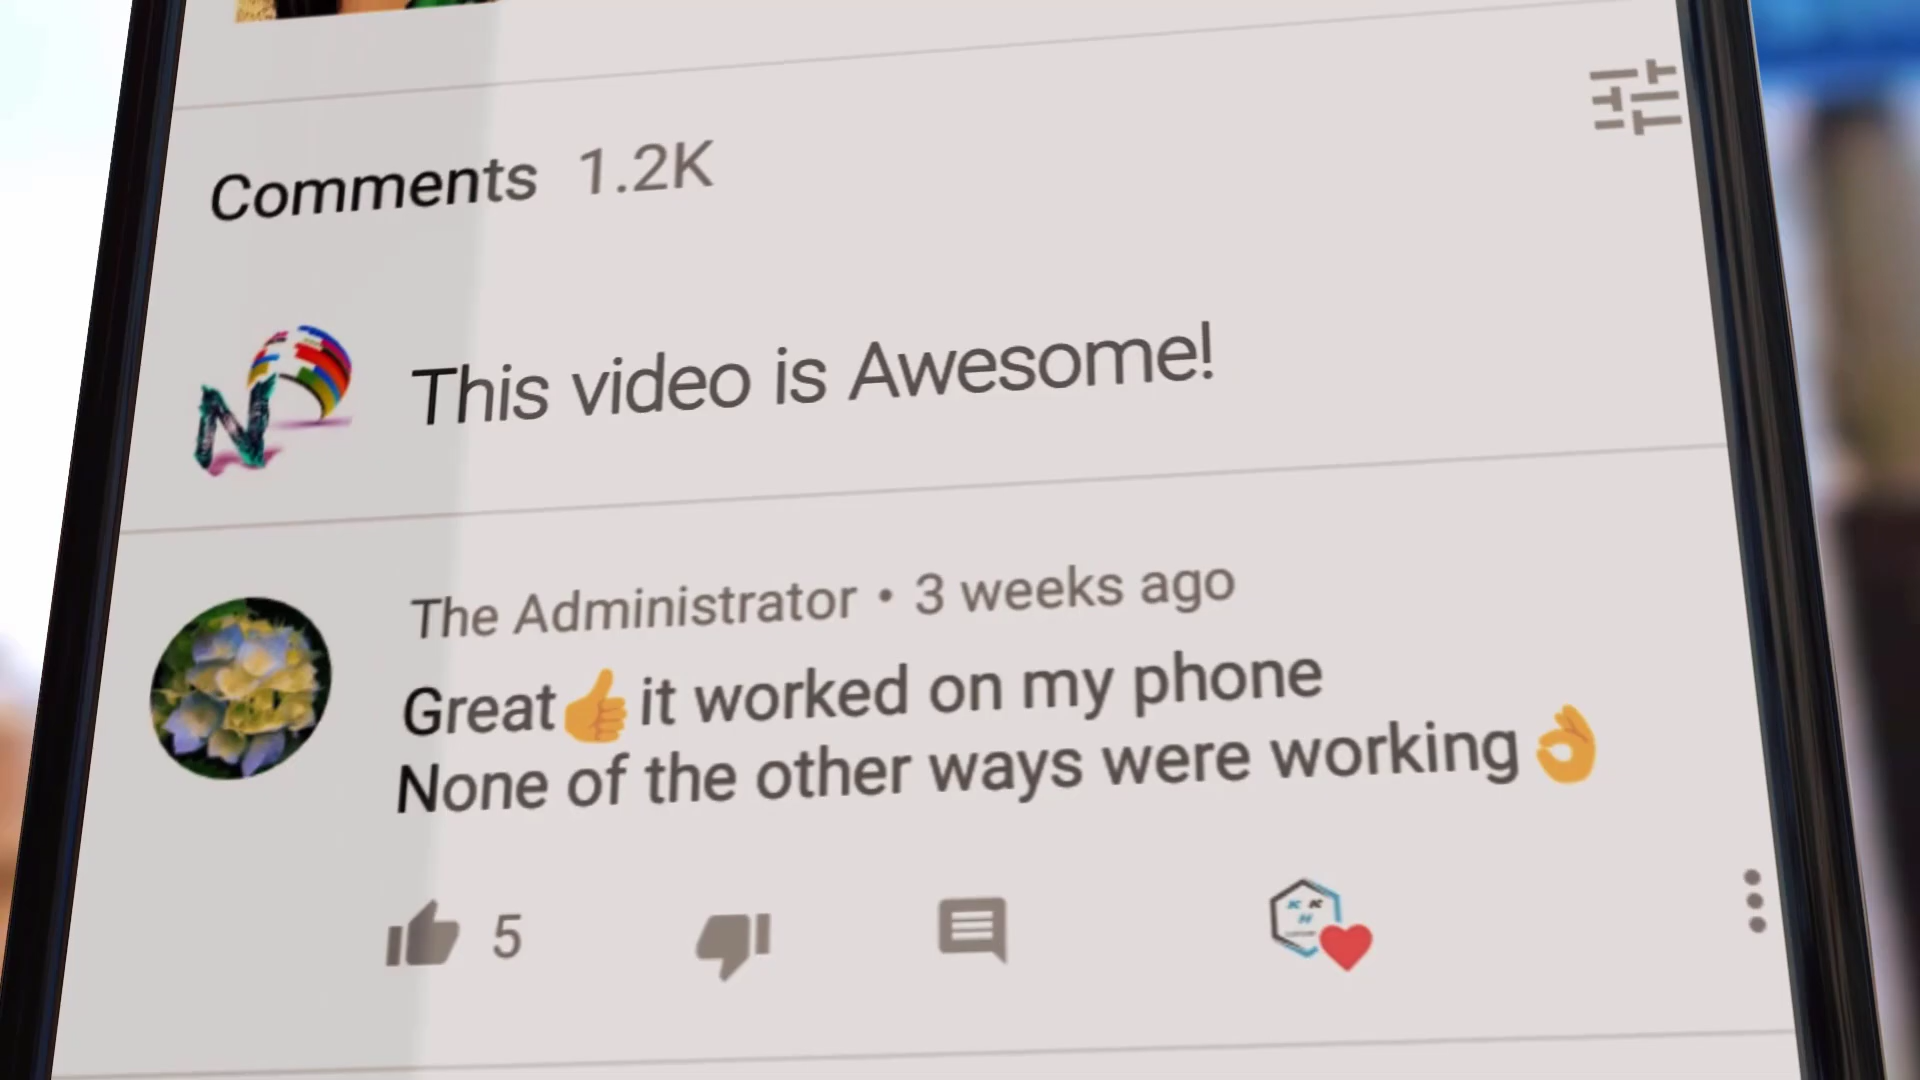 Comments 1.2K
This video is Awesome!
The Administrator • 3 weeks ago
Great👍it worked on my phone
None of the other ways were working👌
5